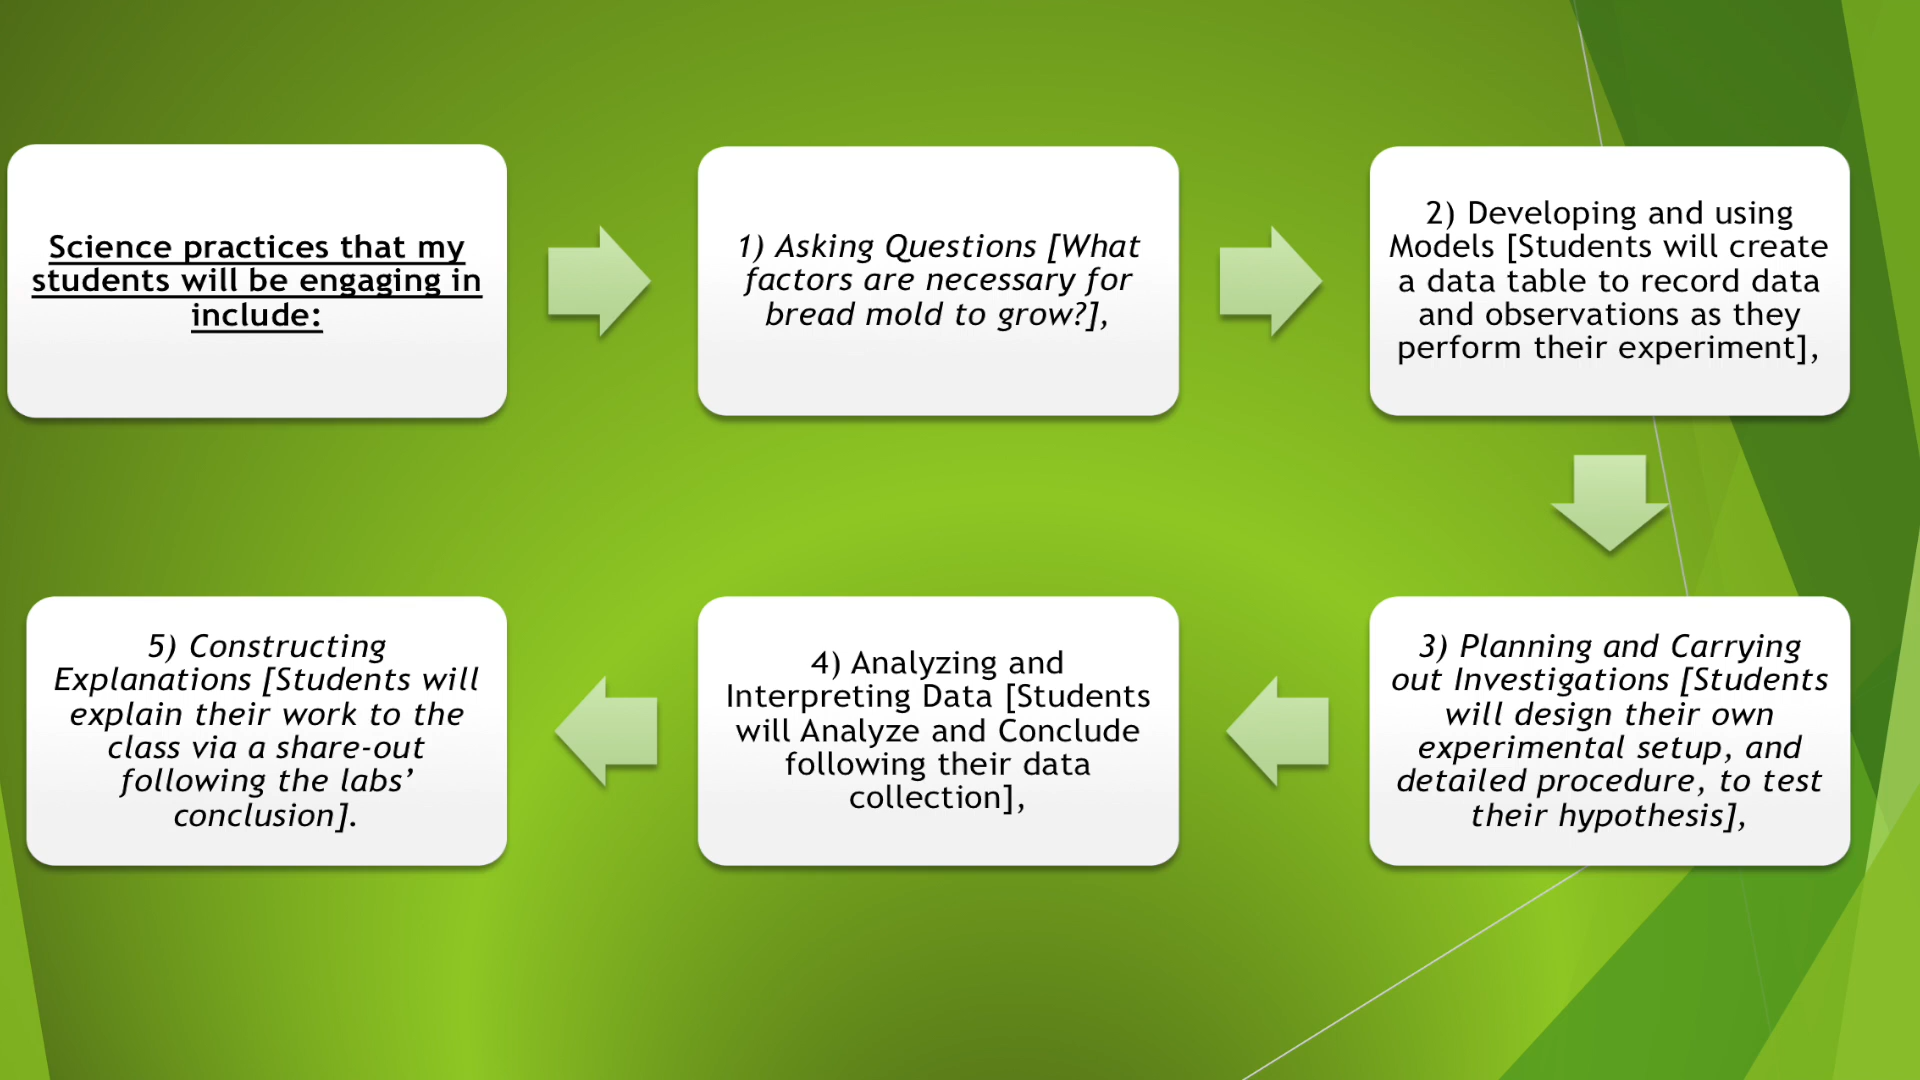 Science practices that my
students will be engaging in
include:
1) Asking Questions [What
factors are necessary for
bread mold to grow?],
2) Developing and using
Models [Students will create
a data table to record data
and observations as they
perform their experiment],
3) Planning and Carrying
out Investigations [Students
will design their own
experimental setup, and
detailed procedure, to test
their hypothesis],
4) Analyzing and
Interpreting Data [Students
will Analyze and Conclude
following their data
collection],
5) Constructing
Explanations [Students will
explain their work to the
class via a share-out
following the labs’
conclusion].